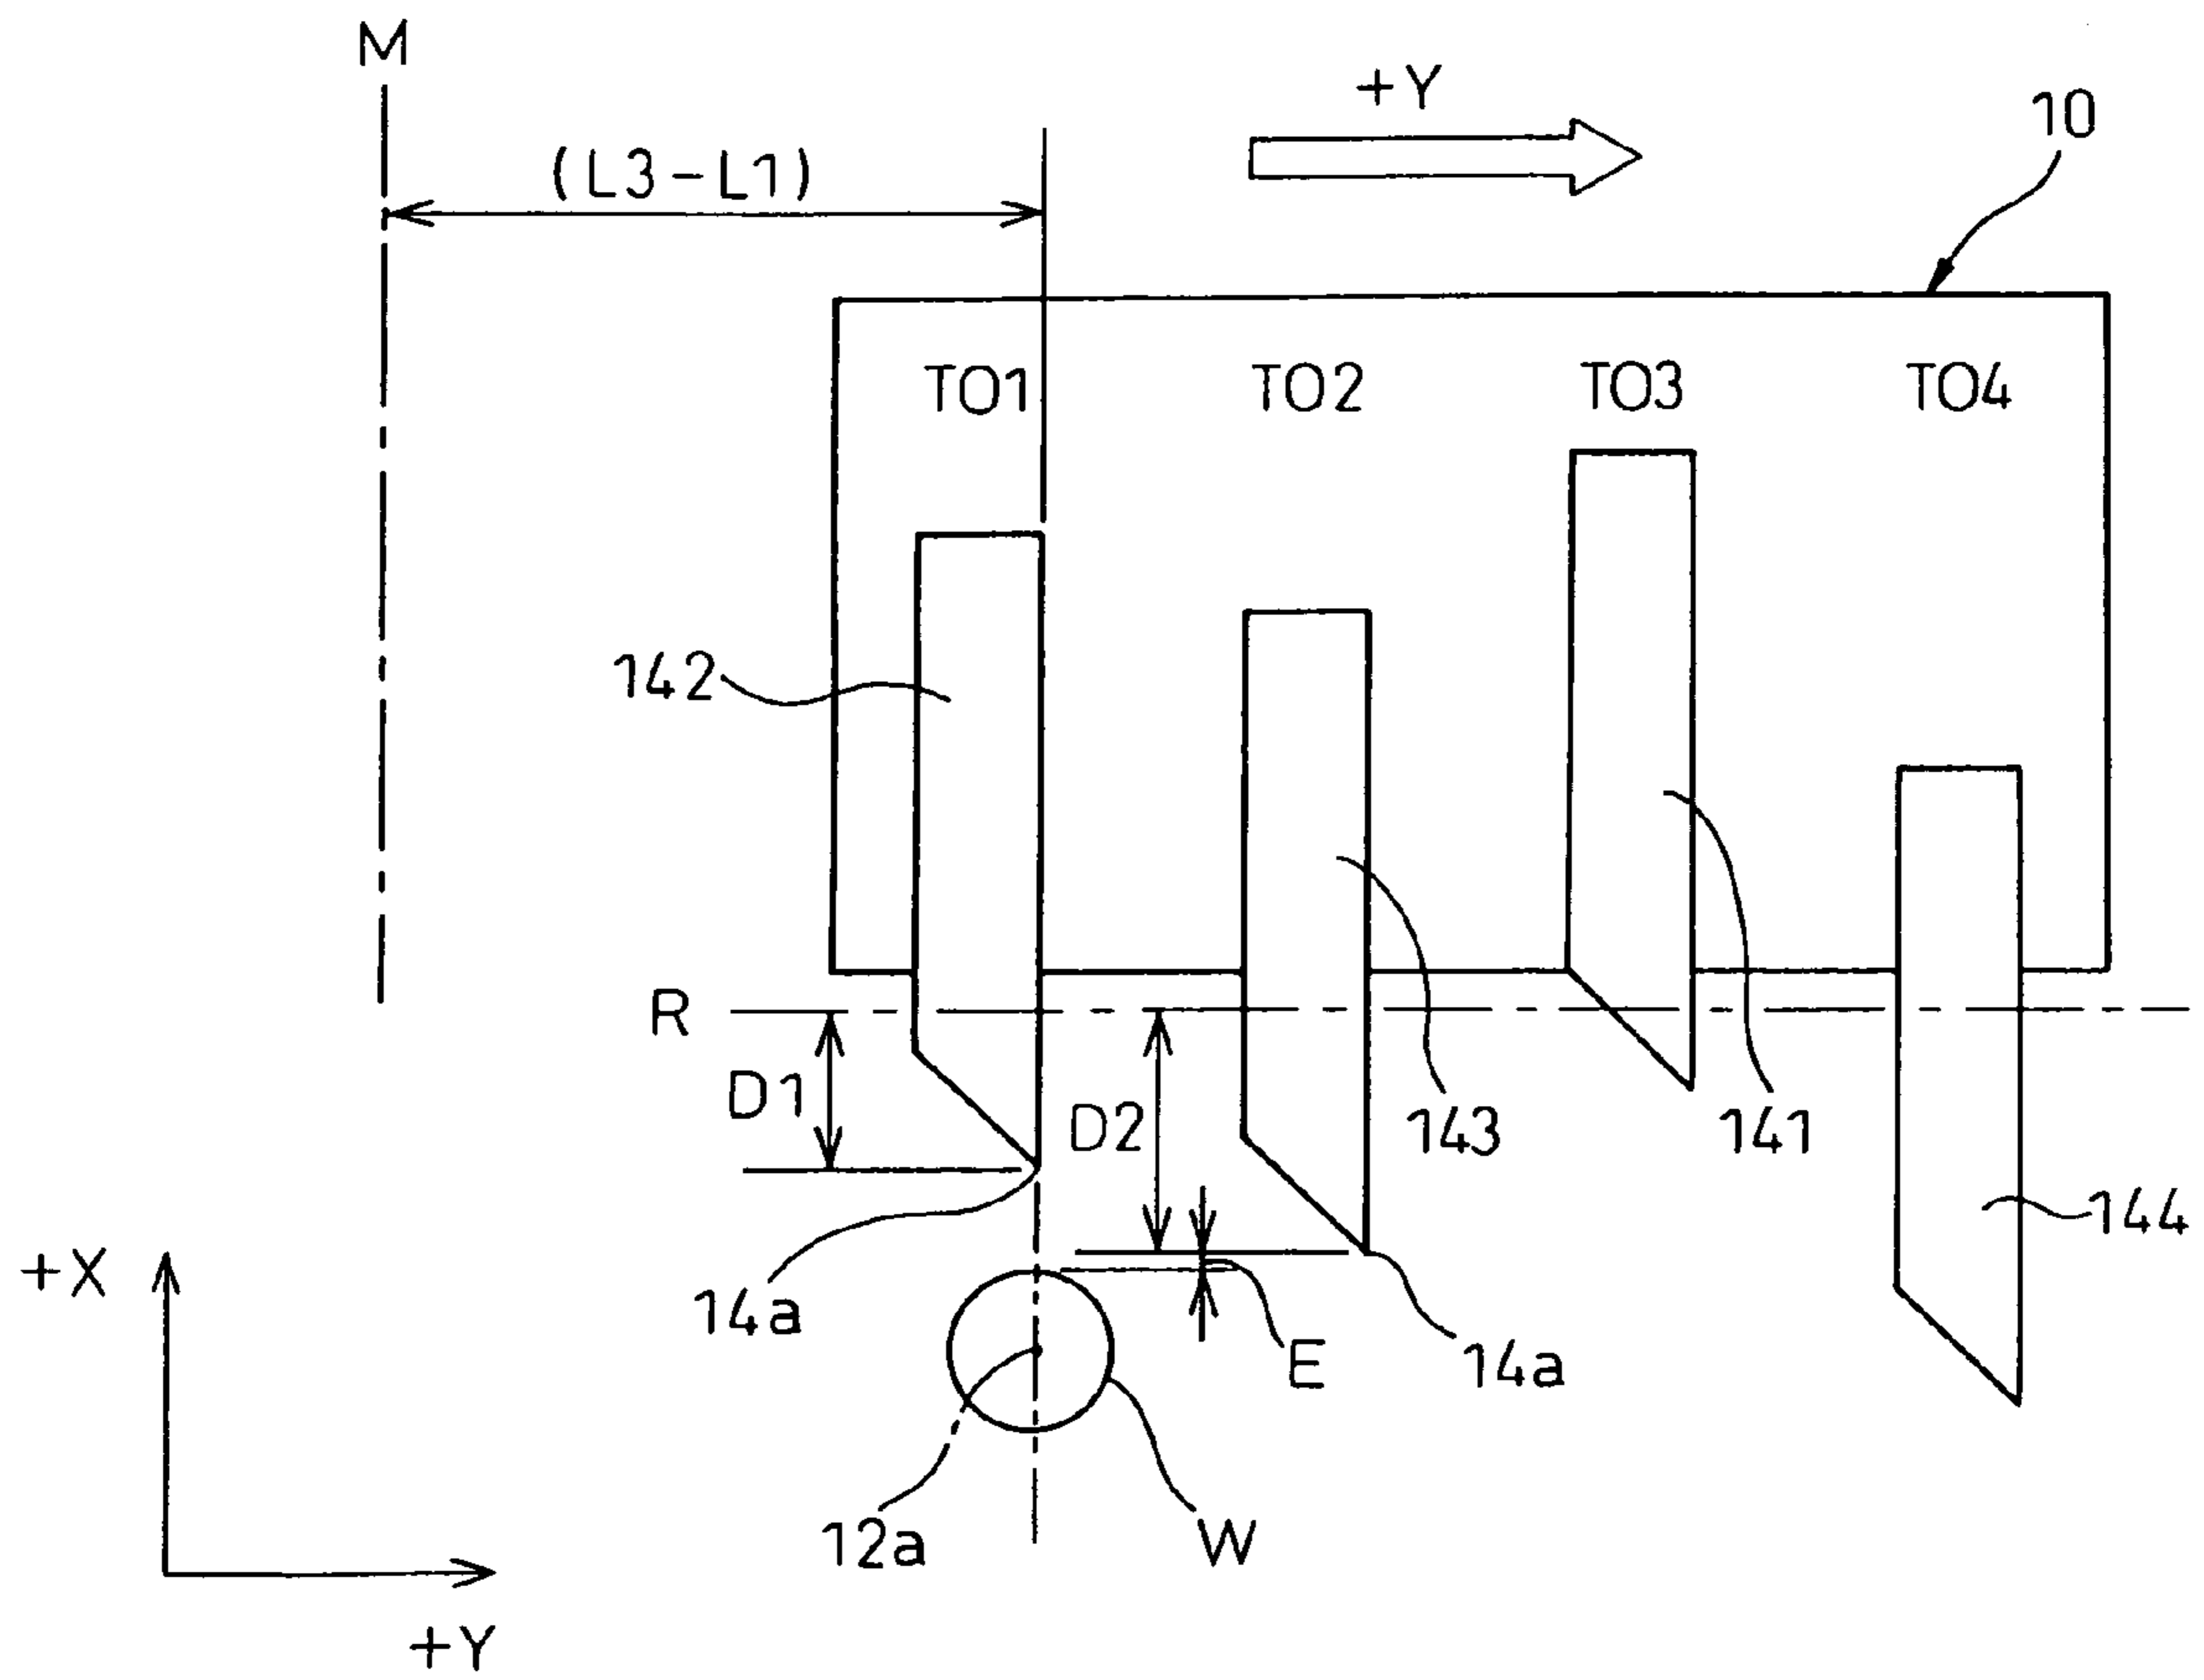 M
+Y
10
(L3-L1)
TO1 TO2 TO3 TO4
142
R
D1
D2
143
141
144
+X
14a
E
14a
12a
W
+Y